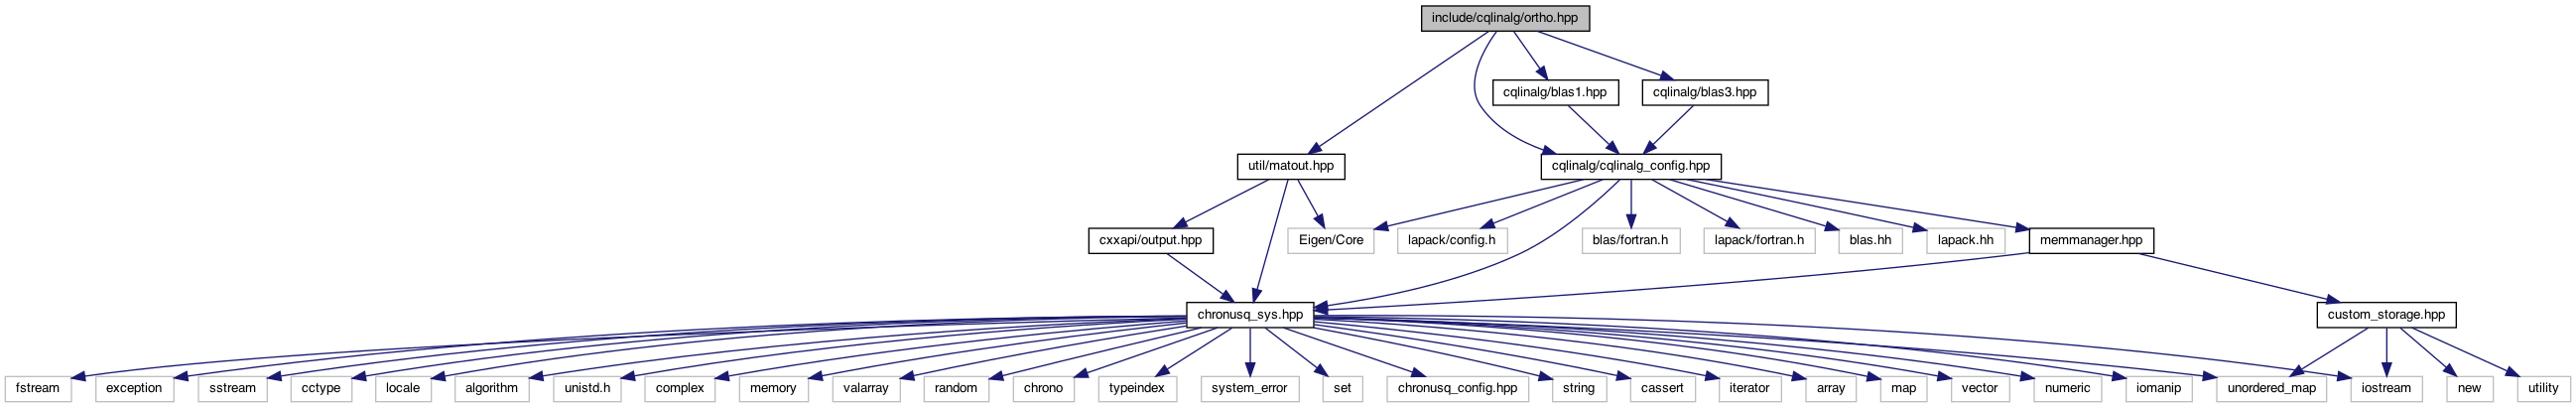 include/cqlinalg/ortho.hpp
cqlinalg/blas1.hpp
cqlinalg/blas3.hpp
util/matout.hpp
cqlinalg/cqlinalg_config.hpp
cxxapi/output.hpp
Eigen/Core
lapack/config.h
blas/fortran.h
lapack/fortran.h
blas.hh
lapack.hh
memmanager.hpp
chronusq_sys.hpp
custom_storage.hpp
fstream
exception
sstream
cctype
locale
algorithm
unistd.h
complex
memory
valarray
random
chrono
typeindex
system_error
set
chronusq_config.hpp
string
cassert
iterator
array
map
vector
numeric
iomanip
unordered_map
iostream
new
utility